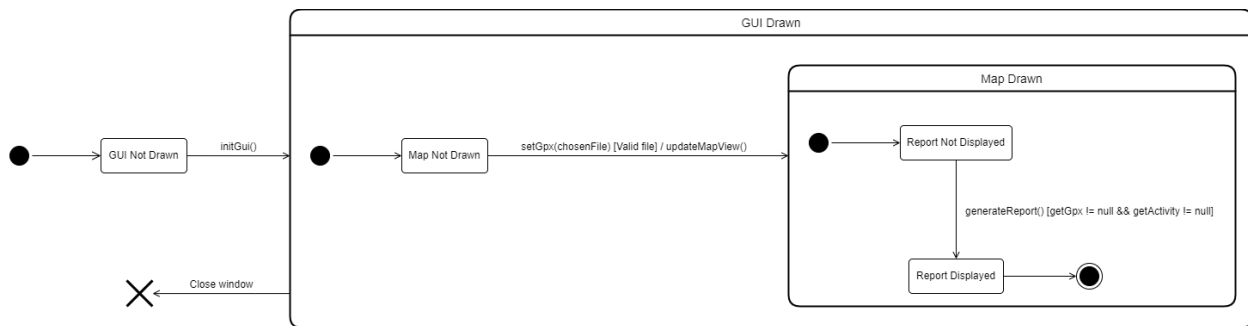 GUI Drawn
Map Drawn
GUI Not Drawn
initGui()
Map Not Drawn
setGpx(chosenFile) [Valid file] / updateMapView()
Report Not Displayed
generateReport() [getGpx != null && getActivity != null]
Report Displayed
Close window